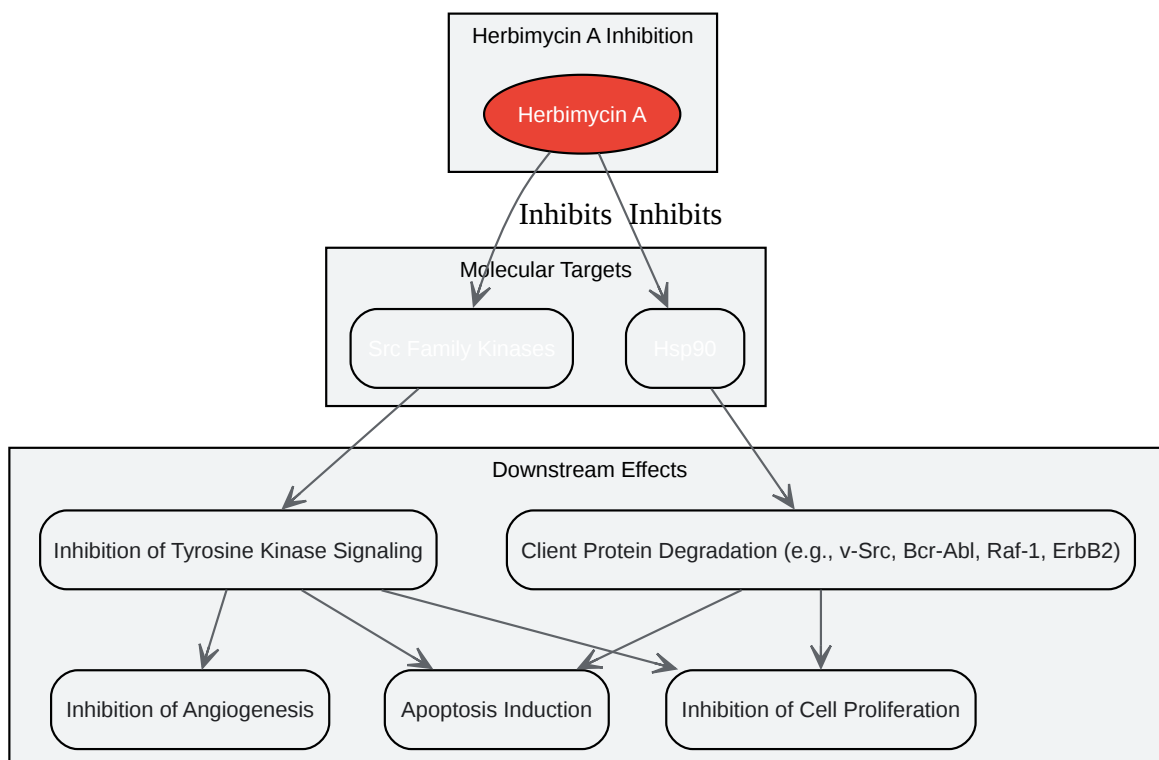 Herbimycin A Inhibition
Herbimycin A
Inhibits Inhibits
Molecular Targets
Src Family Kinases Hsp90
Downstream Effects
Inhibition of Tyrosine Kinase Signaling Client Protein Degradation (e.g., v-Src, Bcr-Abl, Raf-1, ErbB2)
Inhibition of Angiogenesis Apoptosis Induction Inhibition of Cell Proliferation